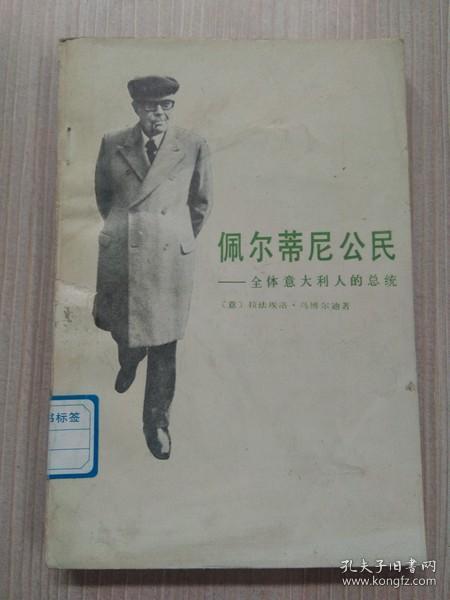 佩尔蒂尼公民
——全体意大利人的总统
〔意〕拉法埃洛·乌博尔迪著
书标签
孔夫子旧书网
www.kongfz.com